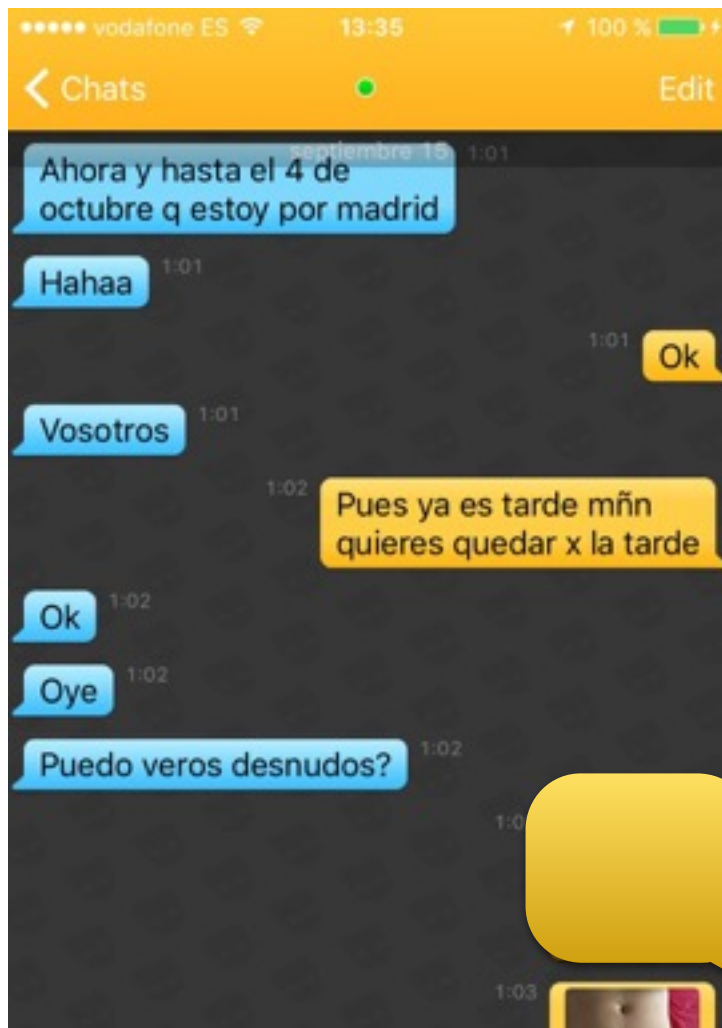 vodafone ES
13:35
100 %
Chats
Edit
septiembre 15
1:01
Ahora y hasta el 4 de
octubre q estoy por madrid
Hahaa
1:01
1:01
Ok
Vosotros
1:01
1:02
Pues ya es tarde mñn
quieres quedar x la tarde
Ok
1:02
Oye
1:02
Puedo veros desnudos?
1:02
1:03